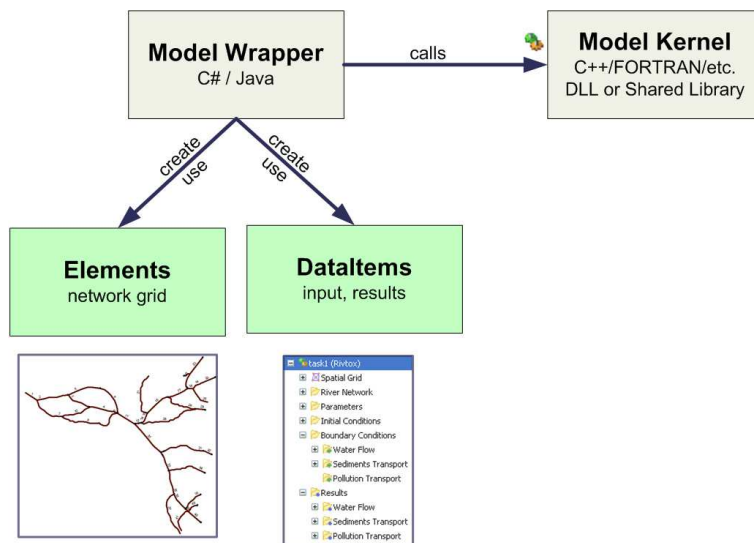 Model Wrapper
C# / Java
calls
Model Kernel
C++/FORTRAN/etc.
DLL or Shared Library
create
use
create
use
Elements
network grid
DataItems
input, results
task1 (Rivtox)
Spatial Grid
River Network
Parameters
Initial Conditions
Boundary Conditions
Water Flow
Sediments Transport
Pollution Transport
Results
Water Flow
Sediments Transport
Pollution Transport